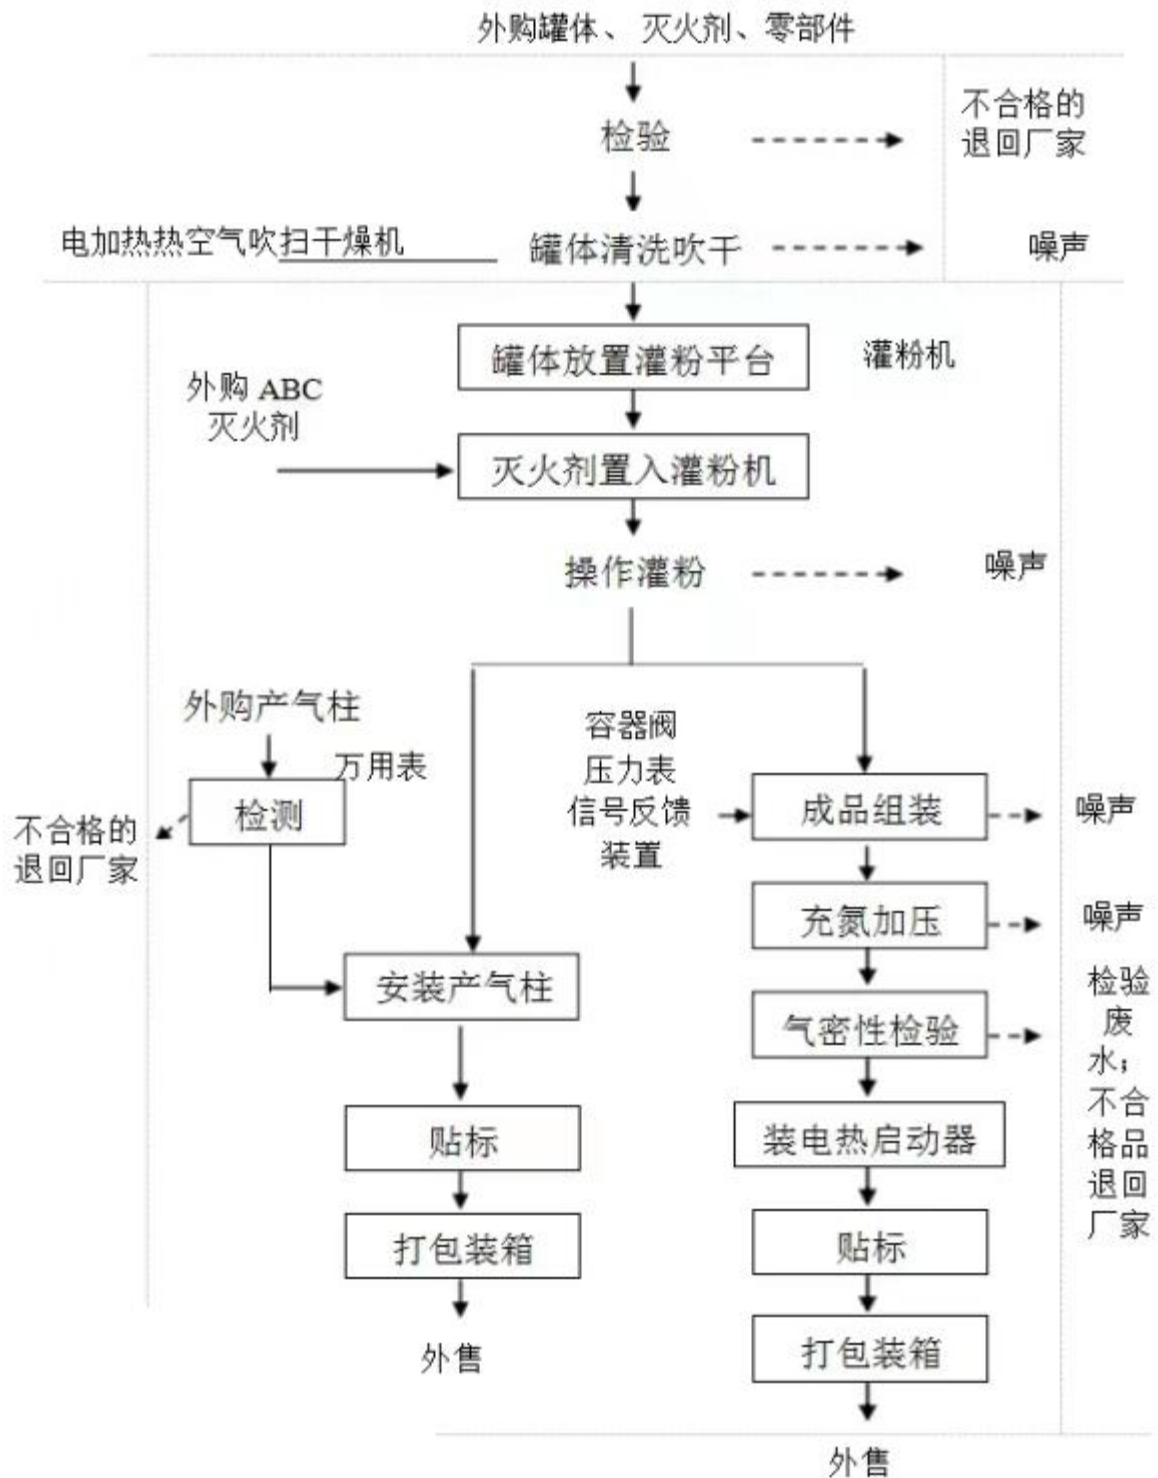 外购罐体、灭火剂、零部件
检验
不合格的
退回厂家
电加热热空气吹扫干燥机
罐体清洗吹干
噪声
罐体放置灌粉平台
灌粉机
外购 ABC
灭火剂
灭火剂置入灌粉机
操作灌粉
噪声
外购产气柱
万用表
检测
不合格的
退回厂家
容器阀
压力表
信号反馈
装置
成品组装
噪声
充氮加压
噪声
安装产气柱
气密性检验
检验
废
水；
不合
格品
退回
厂家
贴标
装电热启动器
打包装箱
贴标
外售
打包装箱
外售